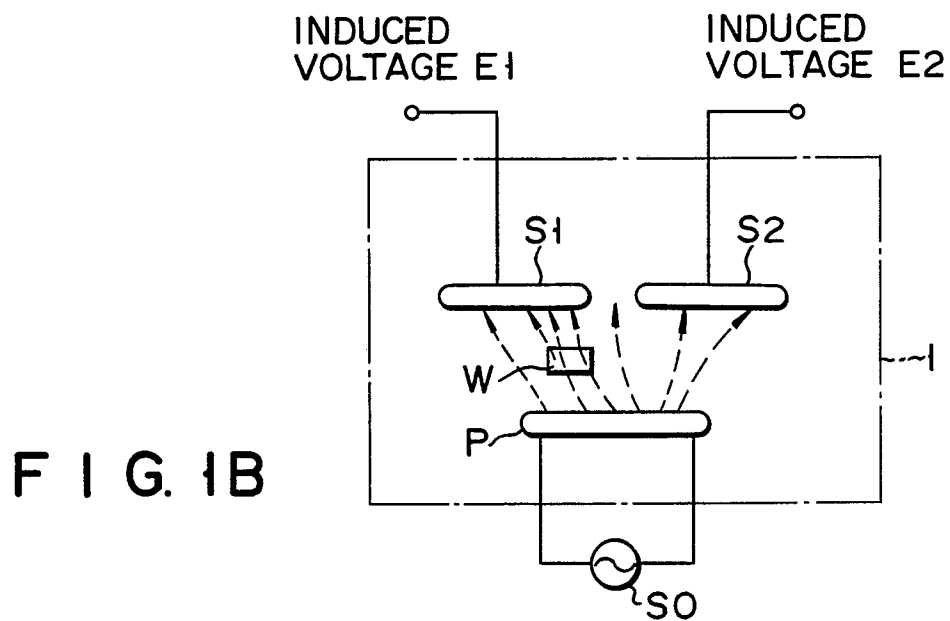 INDUCED
VOLTAGE E1
INDUCED
VOLTAGE E2
S1
S2
1
W
P
FIG. 1B
SO